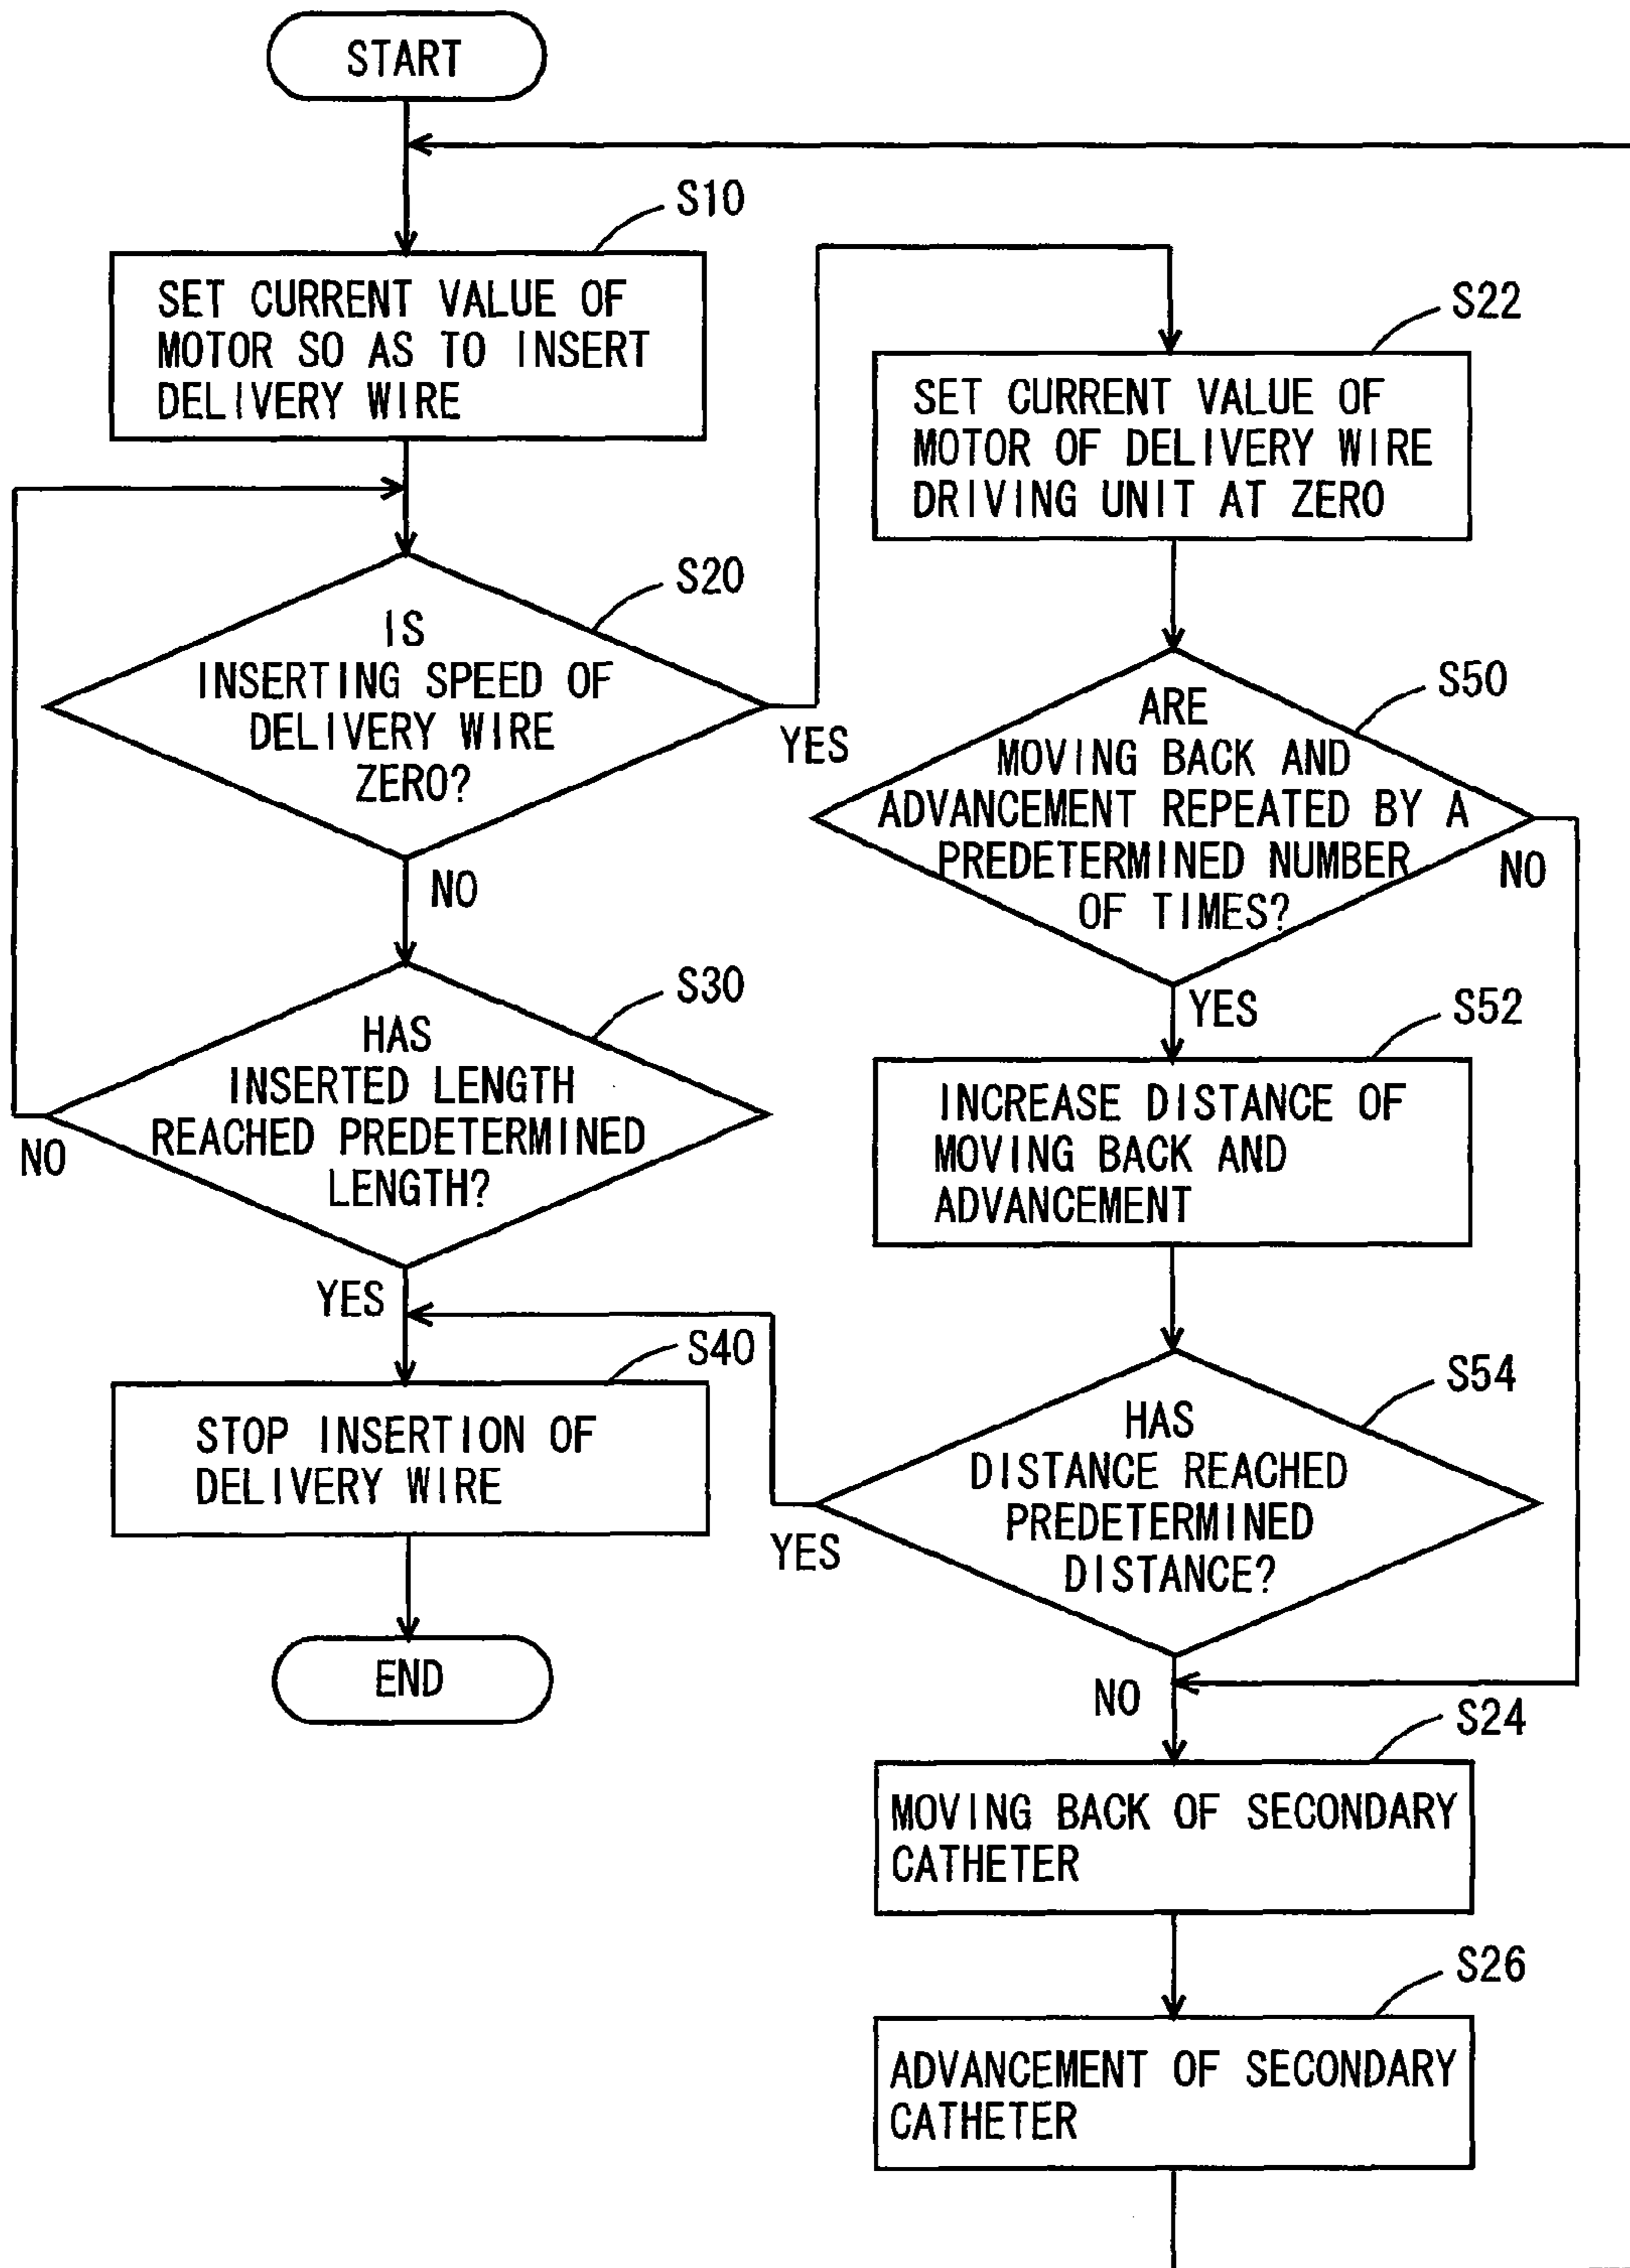 START
S10
SET CURRENT VALUE OF
MOTOR SO AS TO INSERT
DELIVERY WIRE
S20
IS
INSERTING SPEED OF
DELIVERY WIRE
ZERO?
YES
NO
S30
HAS
INSERTED LENGTH
REACHED PREDETERMINED
LENGTH?
NO
YES
S40
STOP INSERTION OF
DELIVERY WIRE
END
S22
SET CURRENT VALUE OF
MOTOR OF DELIVERY WIRE
DRIVING UNIT AT ZERO
S50
ARE
MOVING BACK AND
ADVANCEMENT REPEATED BY A
PREDETERMINED NUMBER
OF TIMES?
NO
YES
S52
INCREASE DISTANCE OF
MOVING BACK AND
ADVANCEMENT
S54
HAS
DISTANCE REACHED
PREDETERMINED
DISTANCE?
YES
NO
S24
MOVING BACK OF SECONDARY
CATHETER
S26
ADVANCEMENT OF SECONDARY
CATHETER